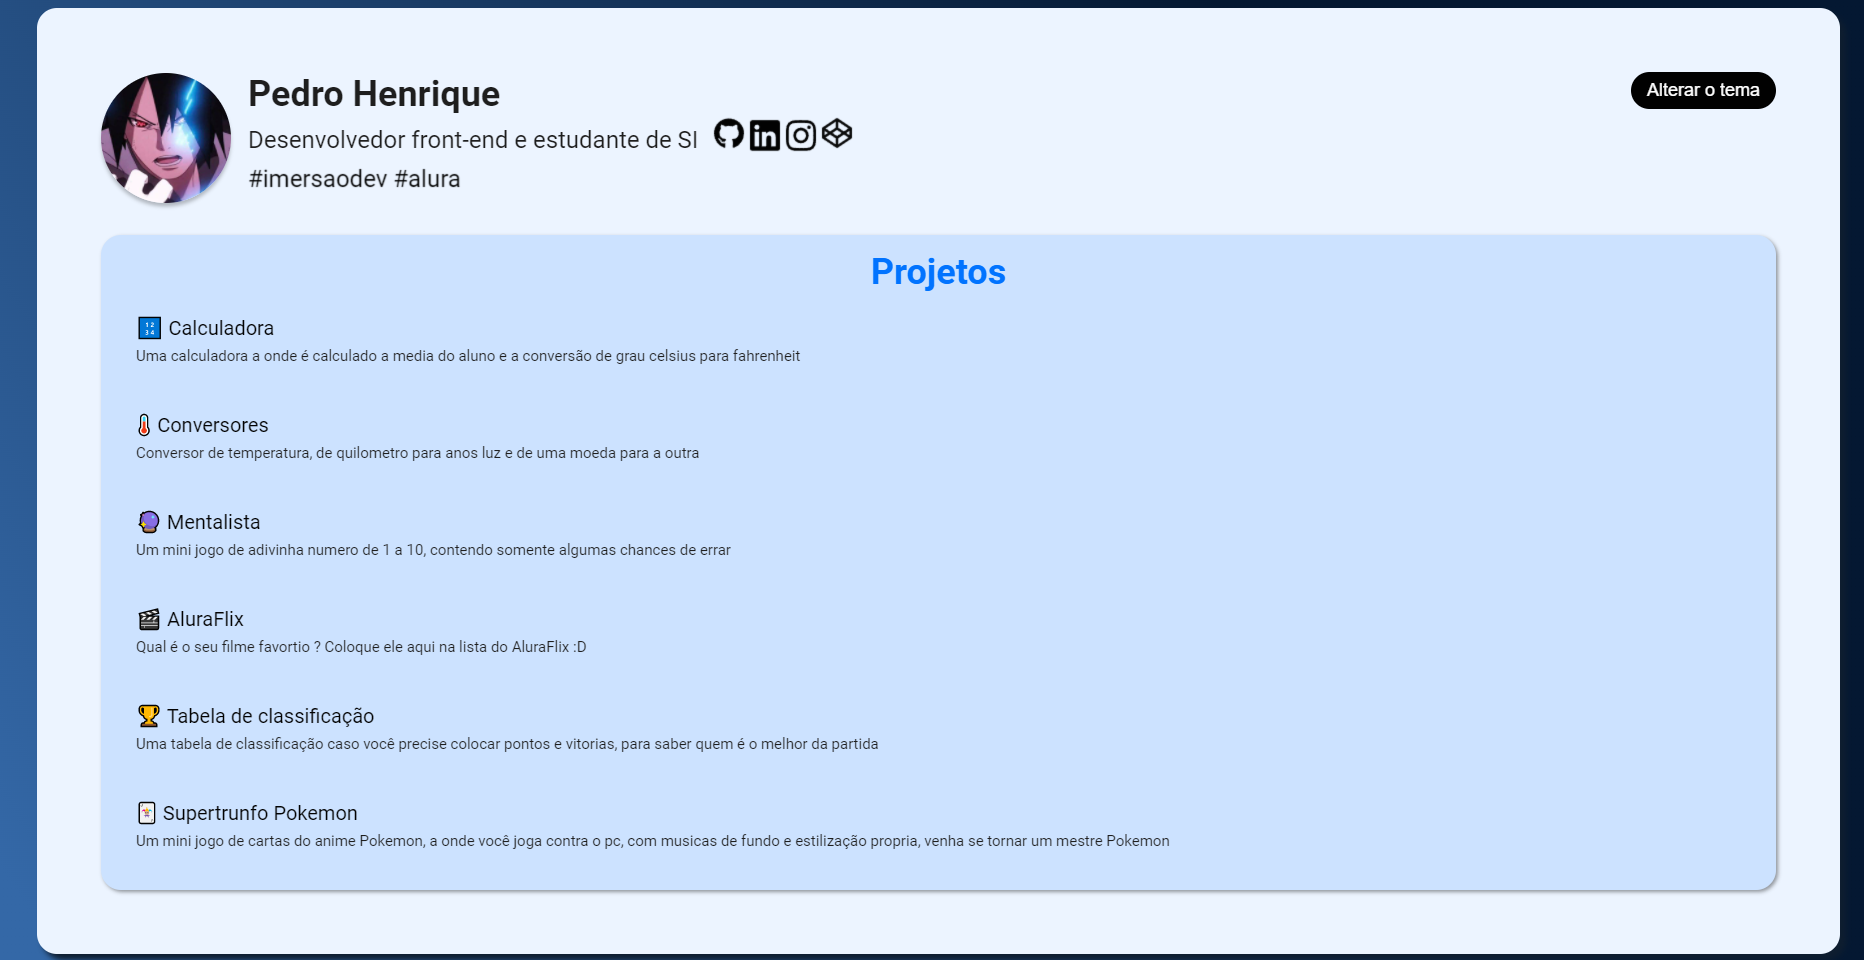 Pedro Henrique
Alterar o tema
Desenvolvedor front-end e estudante de SI
#imersaodev #alura
Projetos
Calculadora
Uma calculadora a onde é calculado a media do aluno e a conversão de grau celsius para fahrenheit
Conversores
Conversor de temperatura, de quilometro para anos luz e de uma moeda para a outra
Mentalista
Um mini jogo de adivinha numero de 1 a 10, contendo somente algumas chances de errar
AluraFlix
Qual é o seu filme favortio ? Coloque ele aqui na lista do AluraFlix :D
Tabela de classificação
Uma tabela de classificação caso você precise colocar pontos e vitorias, para saber quem é o melhor da partida
Supertrunfo Pokemon
Um mini jogo de cartas do anime Pokemon, a onde você joga contra o pc, com musicas de fundo e estilização propria, venha se tornar um mestre Pokemon